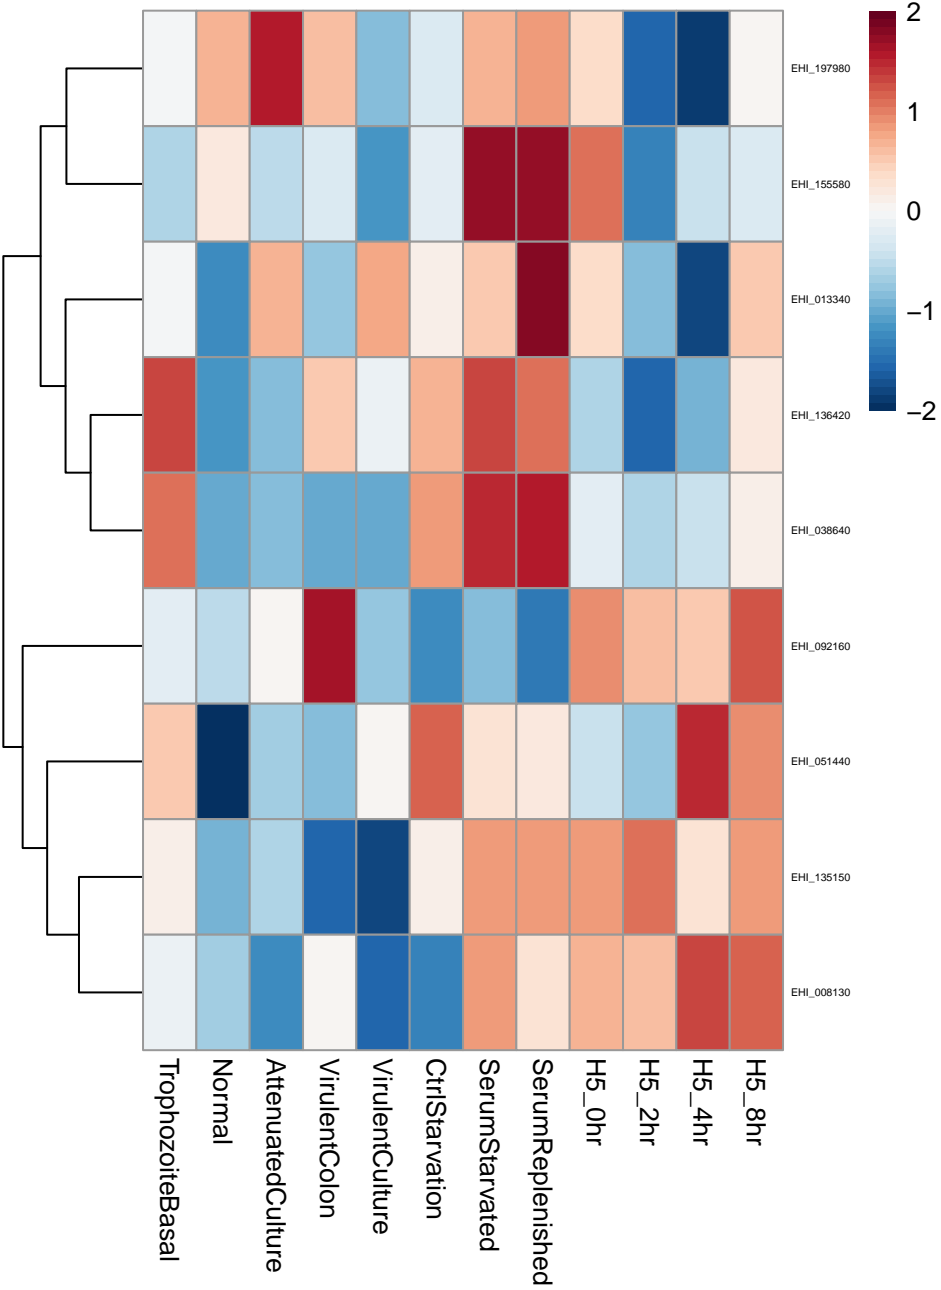 2
1
0
−1
−2
EHI_197980
EHI_155580
EHI_013340
EHI_136420
EHI_038640
EHI_092160
EHI_051440
EHI_135150
EHI_008130
TrophozoiteBasal
Normal
AttenuatedCulture
VirulentColon
VirulentCulture
CtrlStarvation
SerumStarvated
SerumReplenished
H5_0hr
H5_2hr
H5_4hr
H5_8hr